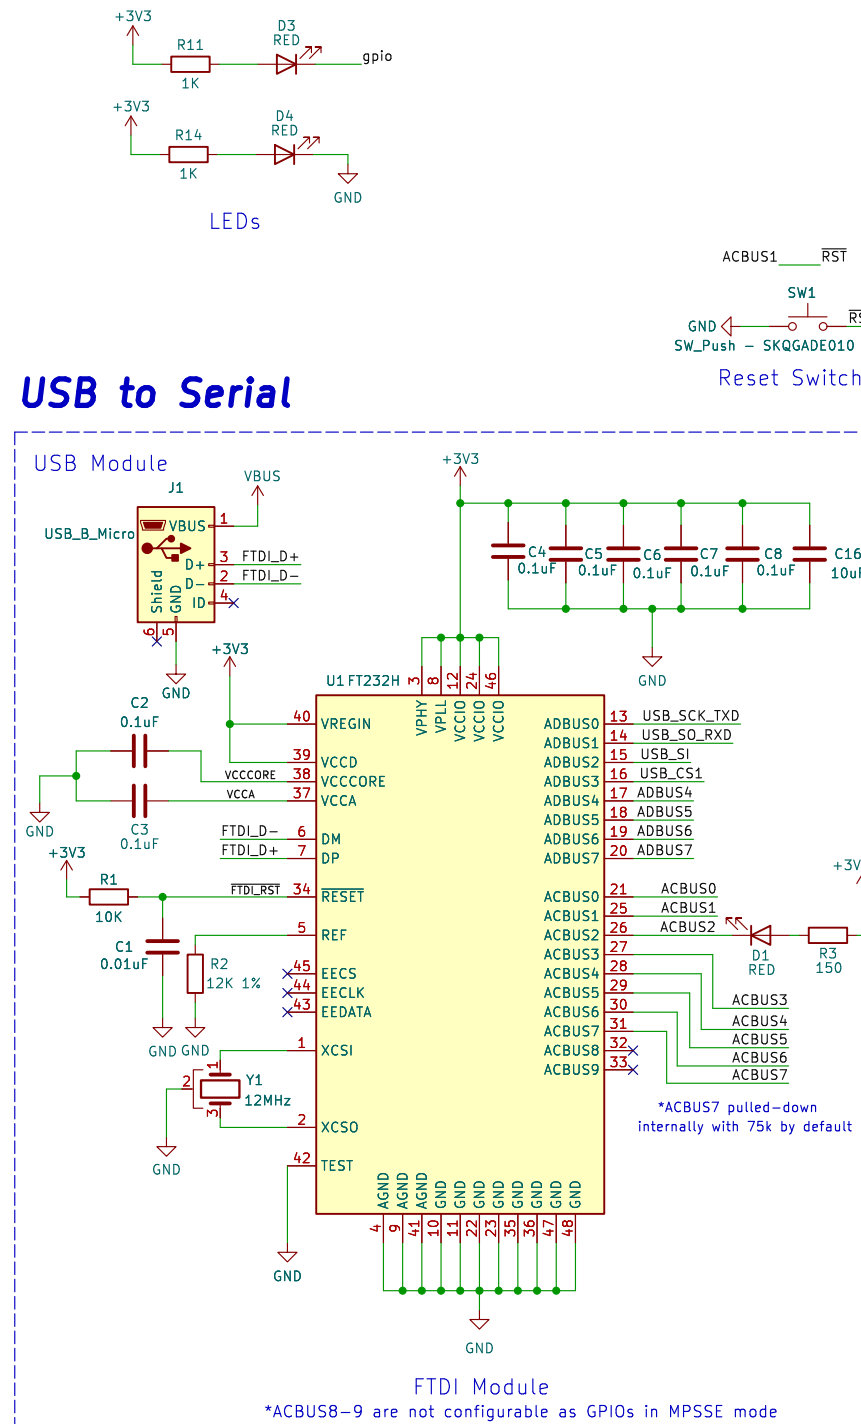 +3V3
R11
1K
D3
RED
gpio
+3V3
R14
1K
D4
RED
GND
LEDs
ACBUS1 RST
SW1
GND
SW_Push - SKQGADE010
Reset Switch
USB to Serial
USB Module
J1
USB_B_Micro
VBUS
VBUS 1
D+ 3 FTDI_D+
D- 2 FTDI_D-
ID 4
Shield
GND
6
5
GND
+3V3
C4
0.1uF
C5
0.1uF
C6
0.1uF
C7
0.1uF
C8
0.1uF
C16
GND
+3V3
U1 FT232H
3
8
12
24
46
VPHY
VPLL
VCCIO
VCCIO
VCCIO
40 VREGIN
39 VCCD
38 VCCCORE
37 VCCA
VCCCORE
VCCA
C2
0.1uF
C3
0.1uF
GND
FTDI_D- 6 DM
FTDI_D+ 7 DP
+3V3
R1
10K
FTDI_RST 34 RESET
C1
0.01uF
5 REF
R2
12K 1%
GND
GND
45 EECS
44 EECLK
43 EEDATA
1 XCSI
1
2
3
Y1
12MHz
GND
2 XCSO
42 TEST
GND
ADBUS0 13 USB_SCK_TXD
ADBUS1 14 USB_SO_RXD
ADBUS2 15 USB_SI
ADBUS3 16 USB_CS1
ADBUS4 17 ADBUS4
ADBUS5 18 ADBUS5
ADBUS6 19 ADBUS6
ADBUS7 20 ADBUS7
ACBUS0 21 ACBUS0
ACBUS1 25 ACBUS1
ACBUS2 26 ACBUS2
ACBUS3 27
ACBUS4 28
ACBUS5 29
ACBUS6 30
ACBUS7 31
ACBUS8 32
ACBUS9 33
D1
RED
R3
150
ACBUS3
ACBUS4
ACBUS5
ACBUS6
ACBUS7
*ACBUS7 pulled-down
internally with 75k by default
AGND
AGND
AGND
GND
GND
GND
GND
GND
GND
GND
GND
4
9
41
10
11
22
23
35
36
47
48
GND
FTDI Module
*ACBUS8-9 are not configurable as GPIOs in MPSSE mode